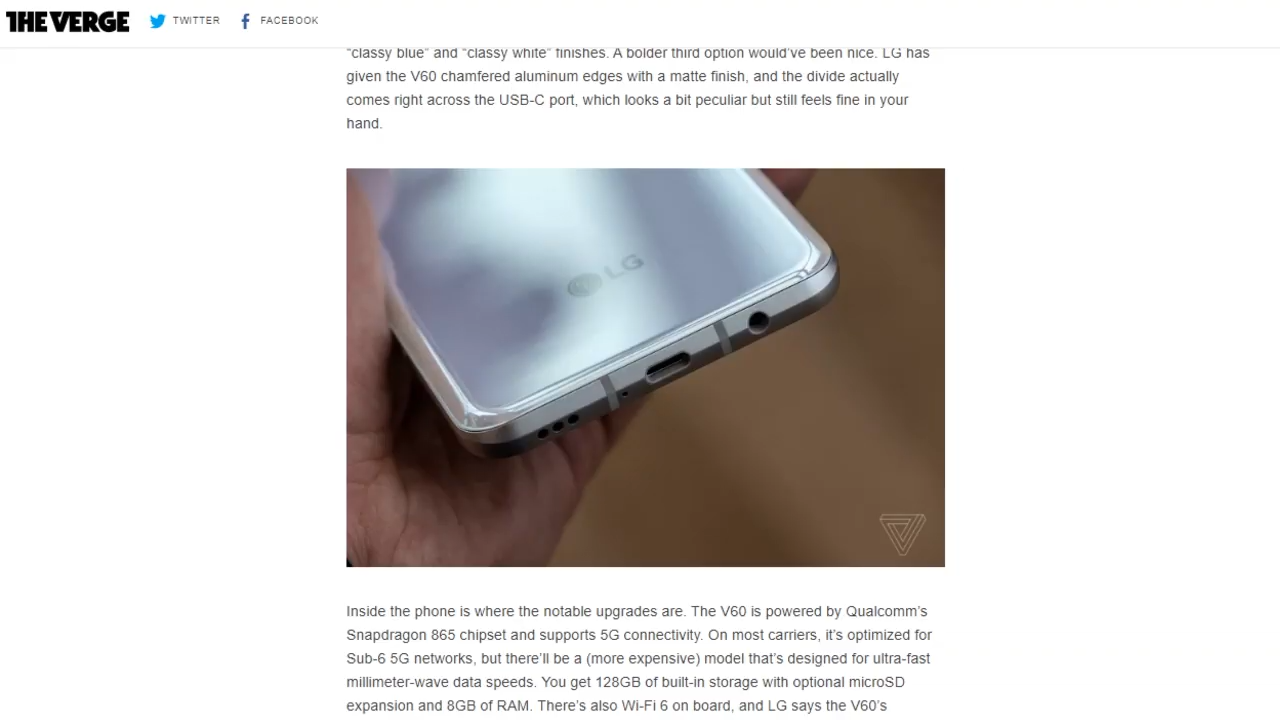 THE VERGE TWITTER FACEBOOK
“classy blue” and “classy white” finishes. A bolder third option would’ve been nice. LG has
given the V60 chamfered aluminum edges with a matte finish, and the divide actually
comes right across the USB-C port, which looks a bit peculiar but still feels fine in your
hand.
LG
Inside the phone is where the notable upgrades are. The V60 is powered by Qualcomm’s
Snapdragon 865 chipset and supports 5G connectivity. On most carriers, it’s optimized for
Sub-6 5G networks, but there’ll be a (more expensive) model that’s designed for ultra-fast
millimeter-wave data speeds. You get 128GB of built-in storage with optional microSD
expansion and 8GB of RAM. There’s also Wi-Fi 6 on board, and LG says the V60’s